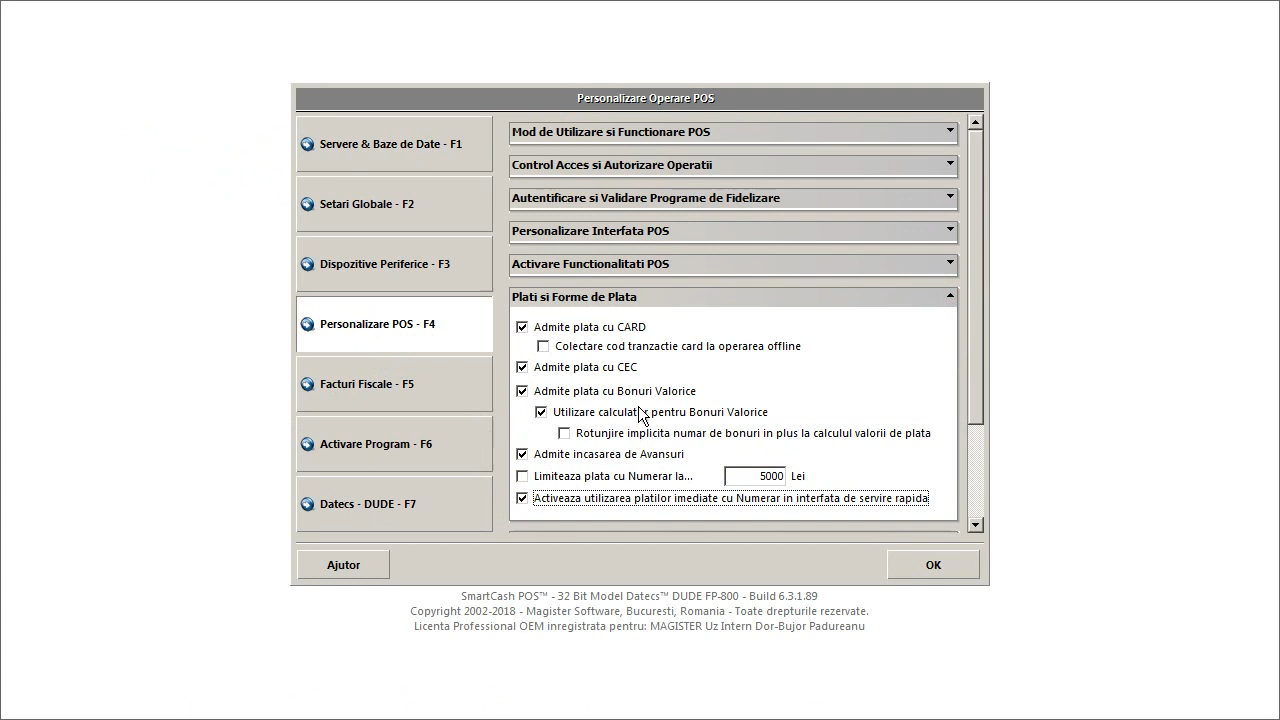 Personalizare Operare POS
Servere & Baze de Date - F1
Setari Globale - F2
Dispozitive Periferice - F3
Personalizare POS - F4
Facturi Fiscale - F5
Activare Program - F6
Datecs - DUDE - F7
Mod de Utilizare si Functionare POS
Control Acces si Autorizare Operatii
Autentificare si Validare Programe de Fidelizare
Personalizare Interfata POS
Activare Functionalitati POS
Plati si Forme de Plata
Admite plata cu CARD
Colectare cod tranzactie card la operarea offline
Admite plata cu CEC
Admite plata cu Bonuri Valorice
Utilizare calculator pentru Bonuri Valorice
Rotunjire implicita numar de bonuri in plus la calculul valorii de plata
Admite incasarea de Avansuri
Limiteaza plata cu Numerar la... 5000 Lei
Activeaza utilizarea platilor imediate cu Numerar in interfata de servire rapida
Ajutor
OK
SmartCash POS™ - 32 Bit Model Datecs™ DUDE FP-800 - Build 6.3.1.89
Copyright 2002-2018 - Magister Software, Bucuresti, Romania - Toate drepturile rezervate.
Licenta Professional OEM inregistrata pentru: MAGISTER Uz Intern Dor-Bujor Padureanu